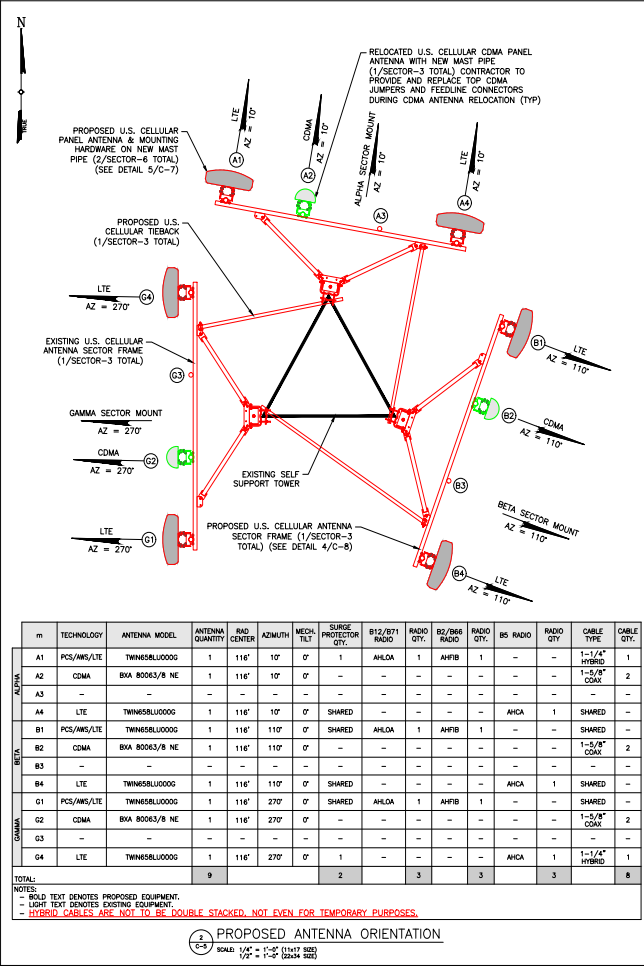 N
TRUE
RELOCATED U.S. CELLULAR CDMA PANEL
ANTENNA WITH NEW MAST PIPE
(1/SECTOR-3 TOTAL) CONTRACTOR TO
PROVIDE AND REPLACE TOP CDMA
JUMPERS AND FEEDLINE CONNECTORS
DURING CDMA ANTENNA RELOCATION (TYP)
PROPOSED U.S. CELLULAR
PANEL ANTENNA & MOUNTING
HARDWARE ON NEW MAST
PIPE (2/SECTOR-6 TOTAL)
(SEE DETAIL 5/C-7)
LTE
AZ = 10°
A1
CDMA
AZ = 10°
A2
ALPHA SECTOR MOUNT
AZ = 10°
A3
LTE
AZ = 10°
A4
PROPOSED U.S.
CELLULAR TIEBACK
(1/SECTOR-3 TOTAL)
LTE
AZ = 270°
G4
EXISTING U.S. CELLULAR
ANTENNA SECTOR FRAME
(1/SECTOR-3 TOTAL)
G3
GAMMA SECTOR MOUNT
AZ = 270°
CDMA
AZ = 270°
G2
LTE
AZ = 270°
G1
B1
LTE
AZ = 110°
B2
CDMA
AZ = 110°
B3
BETA SECTOR MOUNT
AZ = 110°
B4
LTE
AZ = 110°
EXISTING SELF
SUPPORT TOWER
PROPOSED U.S. CELLULAR ANTENNA
SECTOR FRAME (1/SECTOR-3
TOTAL) (SEE DETAIL 4/C-8)
m TECHNOLOGY ANTENNA MODEL ANTENNA QUANTITY RAD CENTER AZIMUTH MECH. TILT SURGE PROTECTOR QTY. B12/B71 RADIO RADIO QTY. B2/B66 RADIO RADIO QTY. B5 RADIO RADIO QTY CABLE TYPE CABLE QTY.
ALPHA
A1 PCS/AWS/LTE TWIN658LU000G 1 116' 10° 0° 1 AHLOA 1 AHFIB 1 - - 1-1/4" HYBRID 1
A2 CDMA BXA 80063/8 NE 1 116' 10° 0° - - - - - - - 1-5/8" COAX 2
A3 - - - - - - - - - - - - - - -
A4 LTE TWIN658LU000G 1 116' 10° 0° SHARED - - - - AHCA 1 SHARED -
BETA
B1 PCS/AWS/LTE TWIN658LU000G 1 116' 110° 0° SHARED AHLOA 1 AHFIB 1 - - SHARED -
B2 CDMA BXA 80063/8 NE 1 116' 110° 0° - - - - - - - 1-5/8" COAX 2
B3 - - - - - - - - - - - - - - -
B4 LTE TWIN658LU000G 1 116' 110° 0° SHARED - - - - AHCA 1 SHARED -
GAMMA
G1 PCS/AWS/LTE TWIN658LU000G 1 116' 270° 0° SHARED AHLOA 1 AHFIB 1 - - SHARED -
G2 CDMA BXA 80063/8 NE 1 116' 270° 0° - - - - - - - 1-5/8" COAX 2
G3 - - - - - - - - - - - - - - -
G4 LTE TWIN658LU000G 1 116' 270° 0° 1 - - - - AHCA 1 1-1/4" HYBRID 1
TOTAL: 9 2 3 3 3 8
NOTES:
- BOLD TEXT DENOTES PROPOSED EQUIPMENT.
- LIGHT TEXT DENOTES EXISTING EQUIPMENT.
- HYBRID CABLES ARE NOT TO BE DOUBLE STACKED, NOT EVEN FOR TEMPORARY PURPOSES.
2
C-5
PROPOSED ANTENNA ORIENTATION
SCALE: 1/4" = 1'-0" (11x17 SIZE)
1/2" = 1'-0" (22x34 SIZE)